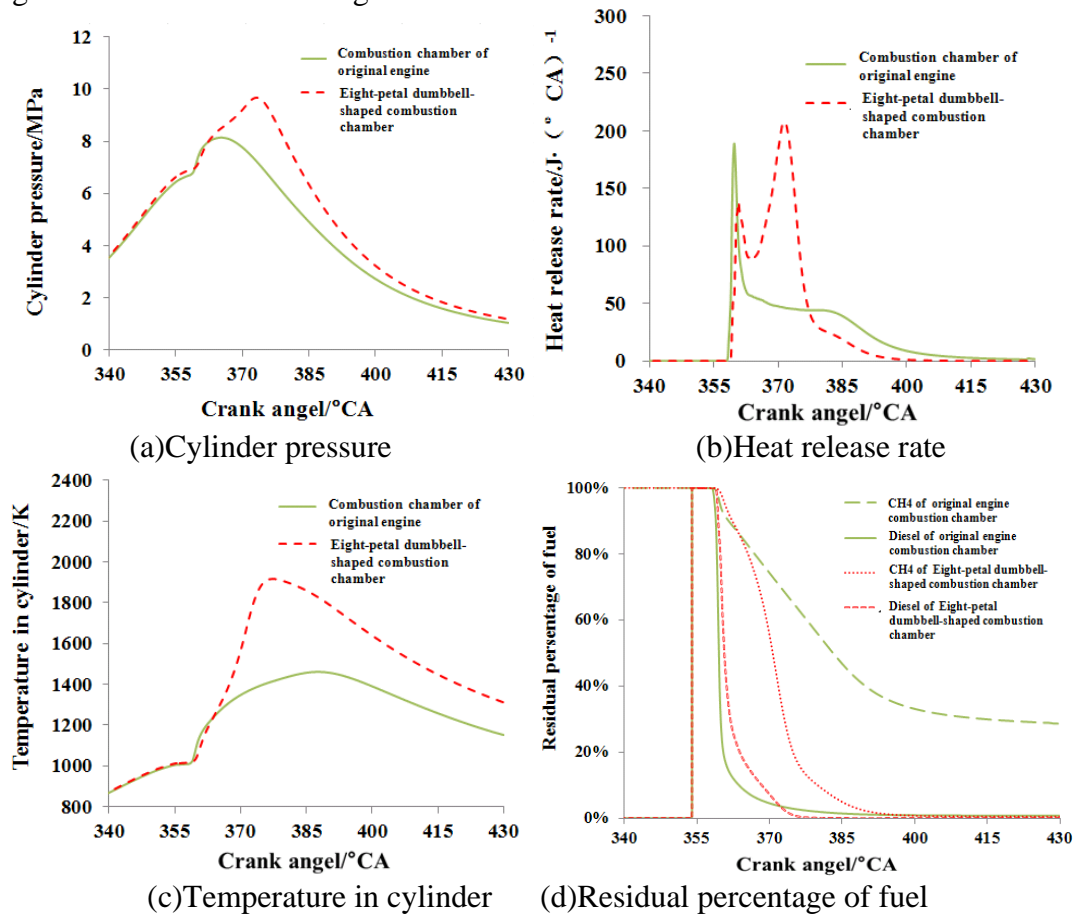 Combustion chamber of
original engine
Eight-petal dumbbell-
shaped combustion
chamber
Cylinder pressure/MPa
14
12
10
8
6
4
2
0
340 355 370 385 400 415 430
Crank angel/°CA
(a)Cylinder pressure
Heat release rate/J·(° CA) -1
300
250
200
150
100
50
0
Combustion chamber of
original engine
Eight-petal dumbbell-
shaped combustion
chamber
340 355 370 385 400 415 430
Crank angel/°CA
(b)Heat release rate
Temperature in cylinder/K
2400
2200
2000
1800
1600
1400
1200
1000
800
Combustion chamber of
original engine
Eight-petal dumbbell-
shaped combustion
chamber
340 355 370 385 400 415 430
Crank angel/°CA
(c)Temperature in cylinder
Residual persentage of fuel
100%
80%
60%
40%
20%
0%
CH4 of original engine
combustion chamber
Diesel of original engine
combustion chamber
CH4 of Eight-petal dumbbell-
shaped combustion chamber
Diesel of Eight-petal
dumbbell-shaped combustion
chamber
340 355 370 385 400 415 430
Crank angel/°CA
(d)Residual percentage of fuel